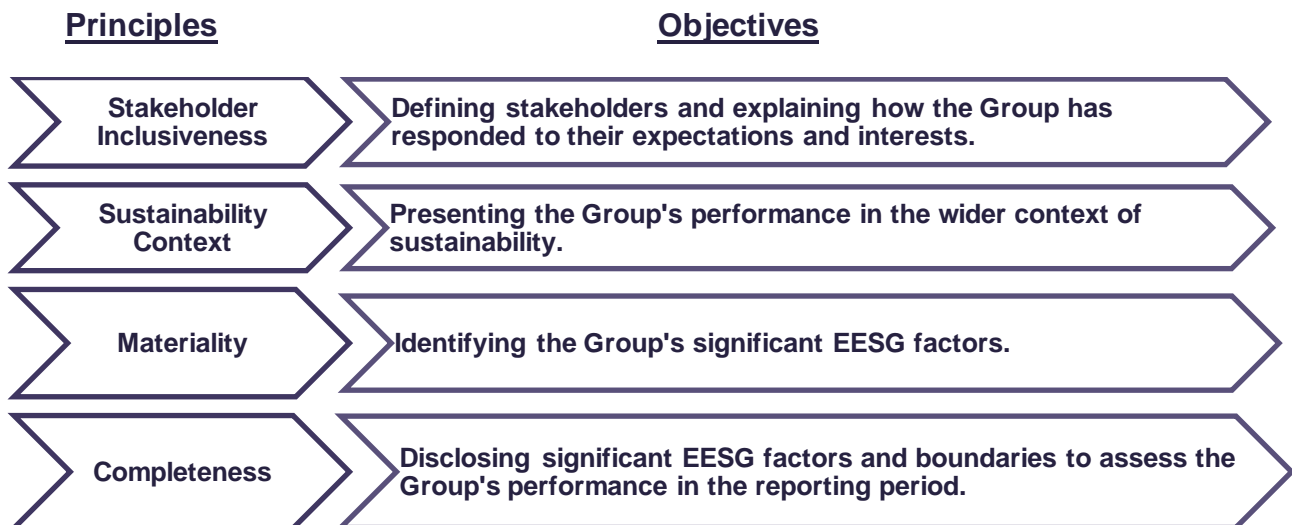 Principles
Objectives
Stakeholder
Inclusiveness
Defining stakeholders and explaining how the Group has
responded to their expectations and interests.
Sustainability
Context
Presenting the Group's performance in the wider context of
sustainability.
Materiality
Identifying the Group's significant EESG factors.
Completeness
Disclosing significant EESG factors and boundaries to assess the
Group's performance in the reporting period.